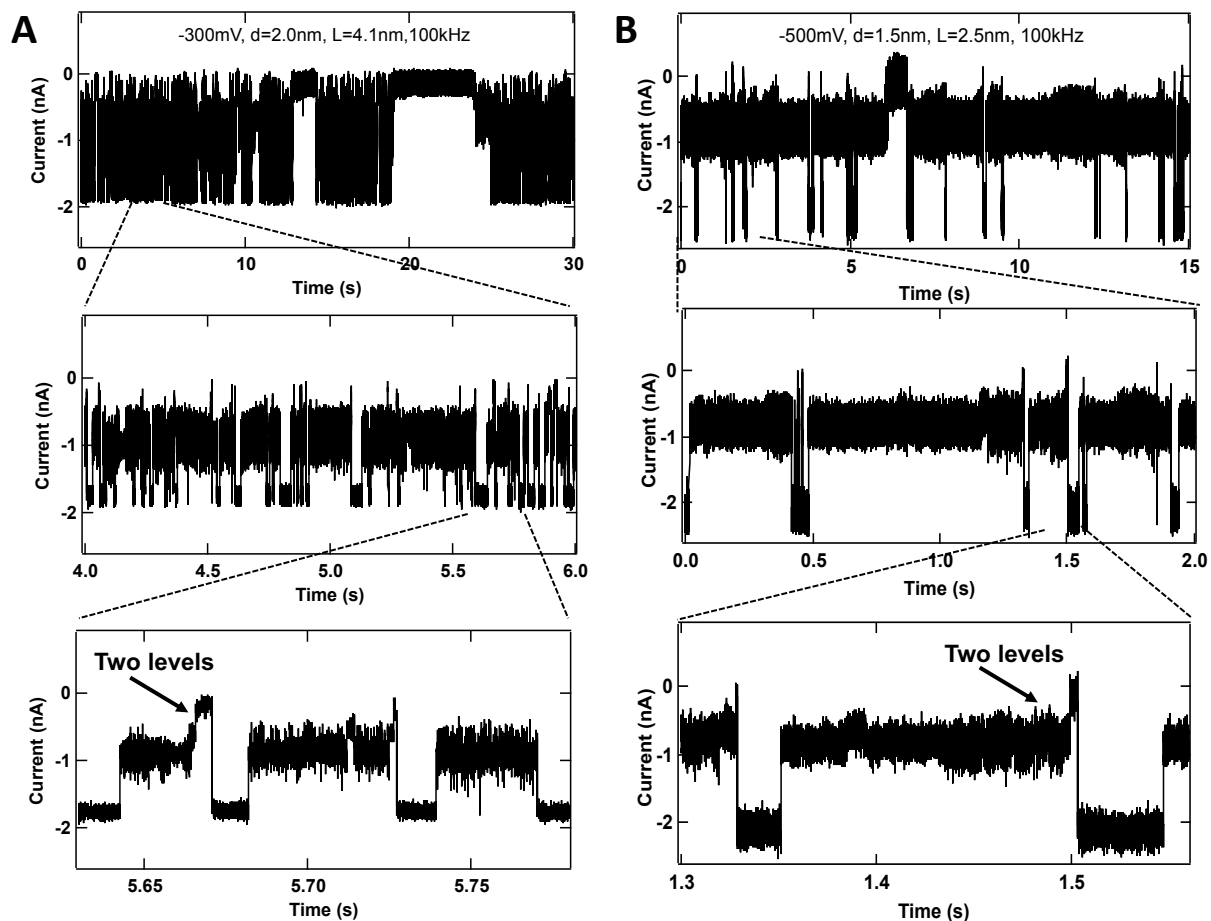 A
-300mV, d=2.0nm, L=4.1nm,100kHz
0
-1
-2
Current (nA)
0 10 20 30
Time (s)
0
-1
-2
Current (nA)
4.0 4.5 5.0 5.5 6.0
Time (s)
Two levels
0
-1
-2
Current (nA)
5.65 5.70 5.75
Time (s)
B
-500mV, d=1.5nm, L=2.5nm, 100kHz
0
-1
-2
Current (nA)
0 5 10 15
Time (s)
0
-1
-2
Current (nA)
0.0 0.5 1.0 1.5 2.0
Time (s)
Two levels
0
-1
-2
Current (nA)
1.3 1.4 1.5
Time (s)